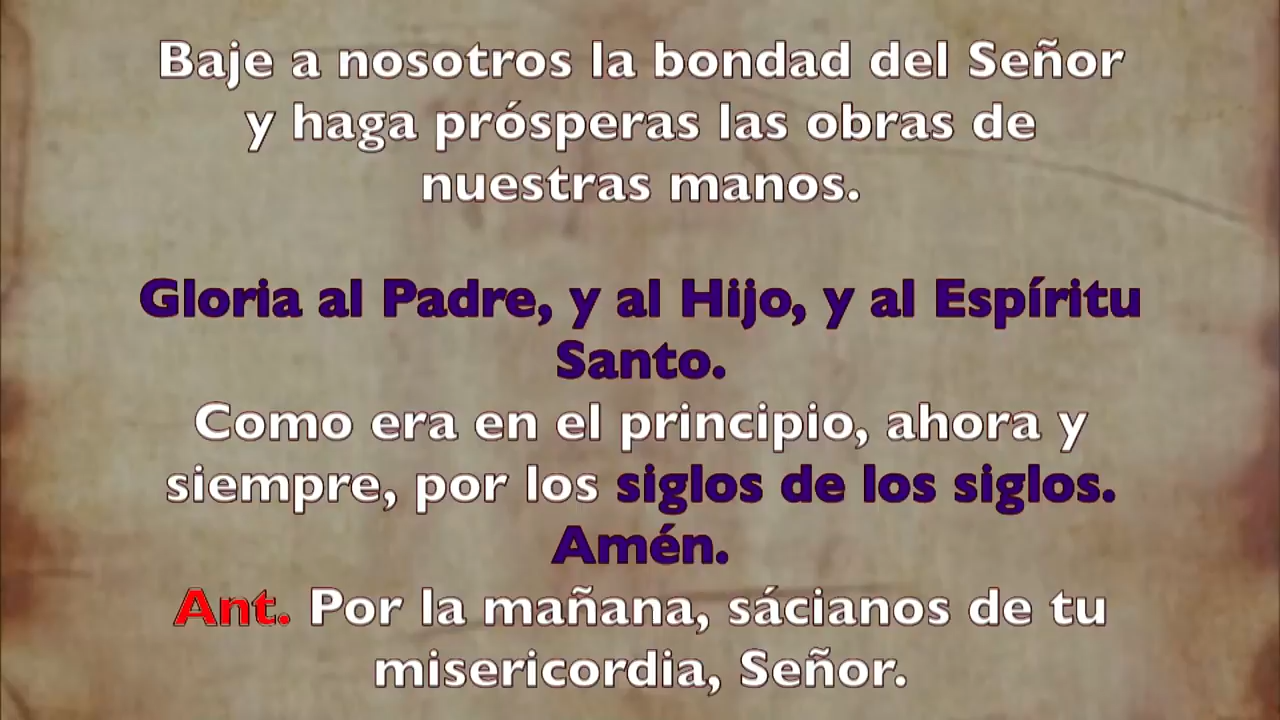 Baje a nosotros la bondad del Señor
y haga prósperas las obras de
nuestras manos.
Gloria al Padre, y al Hijo, y al Espíritu
Santo.
Como era en el principio, ahora y
siempre, por los siglos de los siglos.
Amén.
Ant. Por la mañana, sácianos de tu
misericordia, Señor.